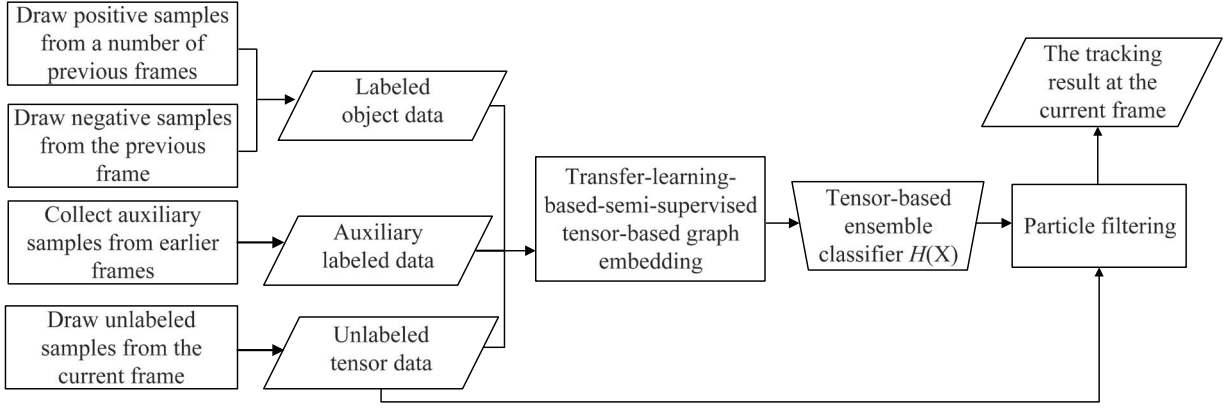 Draw positive samples
from a number of
previous frames
Draw negative samples
from the previous
frame
Collect auxiliary
samples from earlier
frames
Draw unlabeled
samples from the
current frame
Labeled
object data
Auxiliary
labeled data
Unlabeled
tensor data
Transfer-learning-
based-semi-supervised
tensor-based graph
embedding
Tensor-based
ensemble
classifier H(X)
Particle filtering
The tracking
result at the
current frame